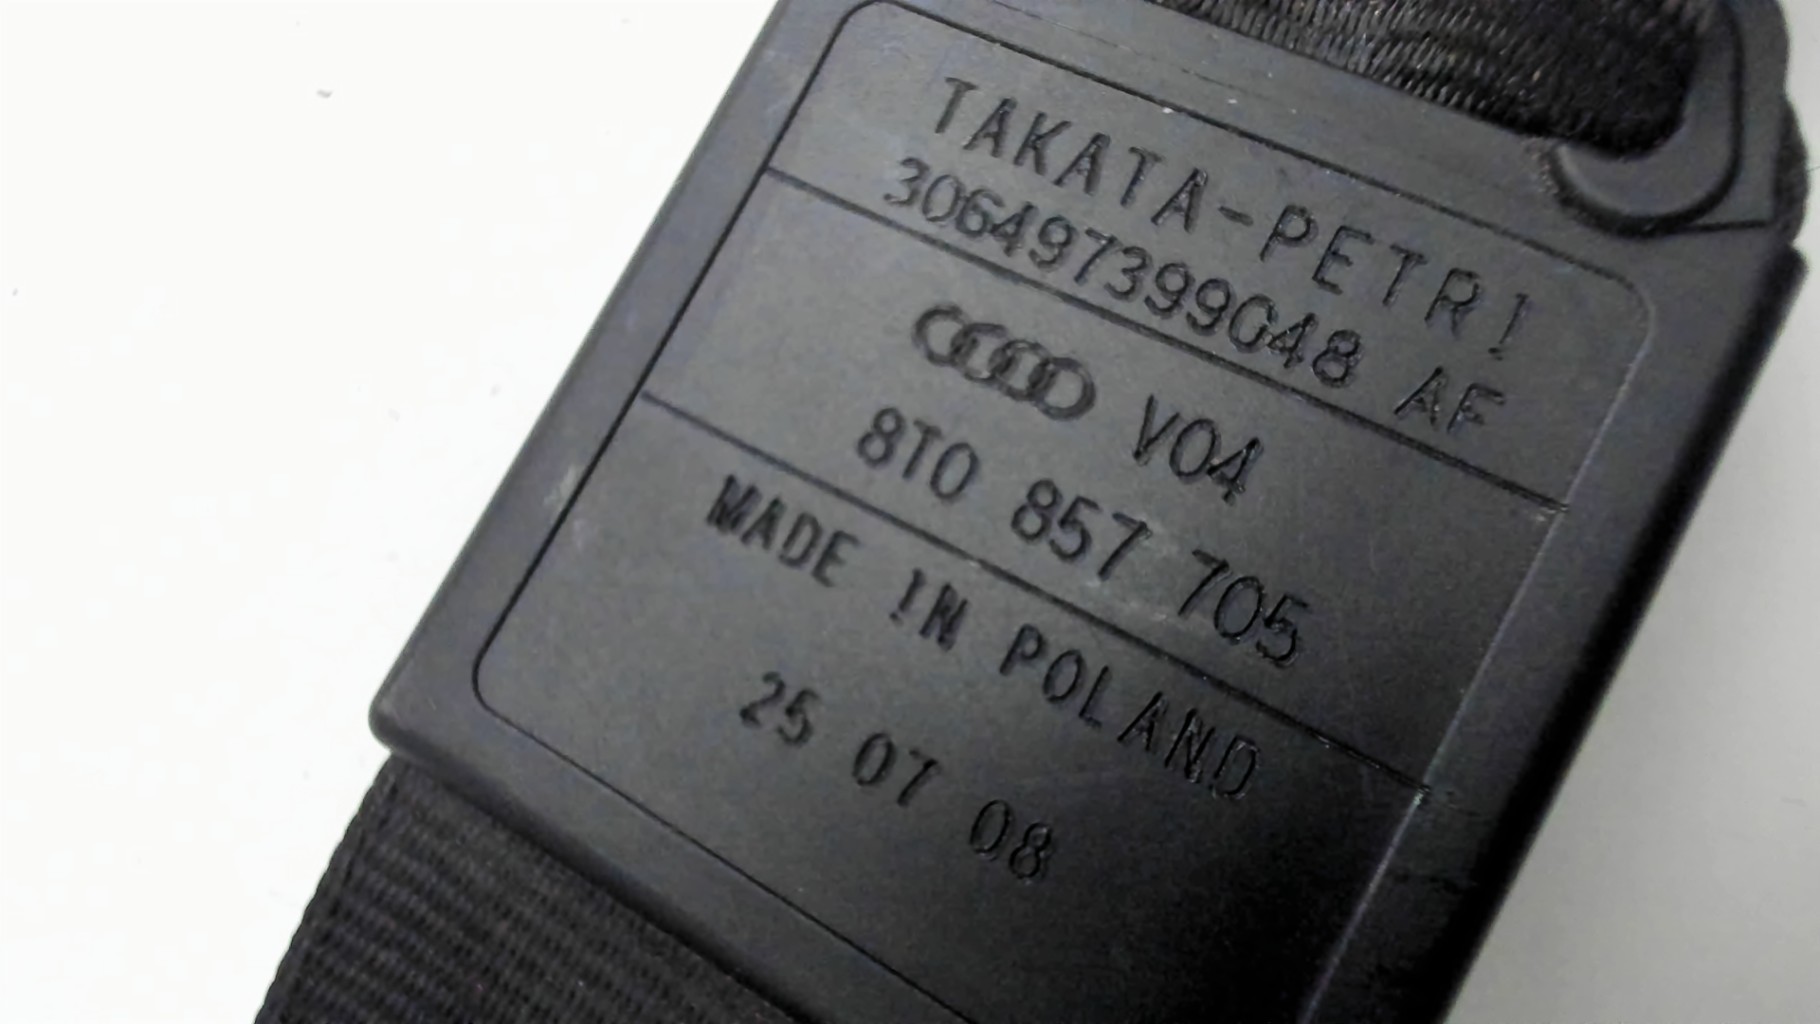 TAKATA-PETRI
306497399048 AF
V04
8T0 857 705
MADE IN POLAND
25 07 08